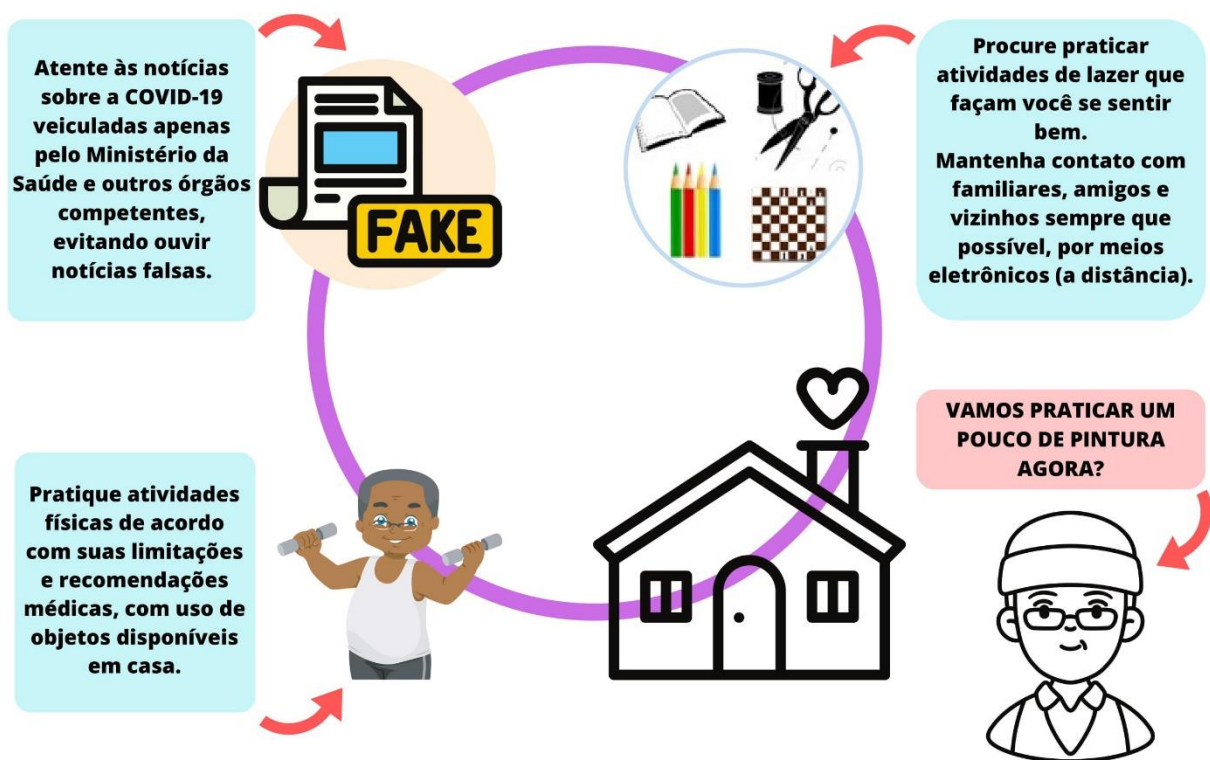 Atente às notícias
sobre a COVID-19
veiculadas apenas
pelo Ministério da
Saúde e outros órgãos
competentes,
evitando ouvir
notícias falsas.
FAKE
Procure praticar
atividades de lazer que
façam você se sentir
bem.
Mantenha contato com
familiares, amigos e
vizinhos sempre que
possível, por meios
eletrônicos (a distância).
Pratique atividades
físicas de acordo
com suas limitações
e recomendações
médicas, com uso de
objetos disponíveis
em casa.
VAMOS PRATICAR UM
POUCO DE PINTURA
AGORA?